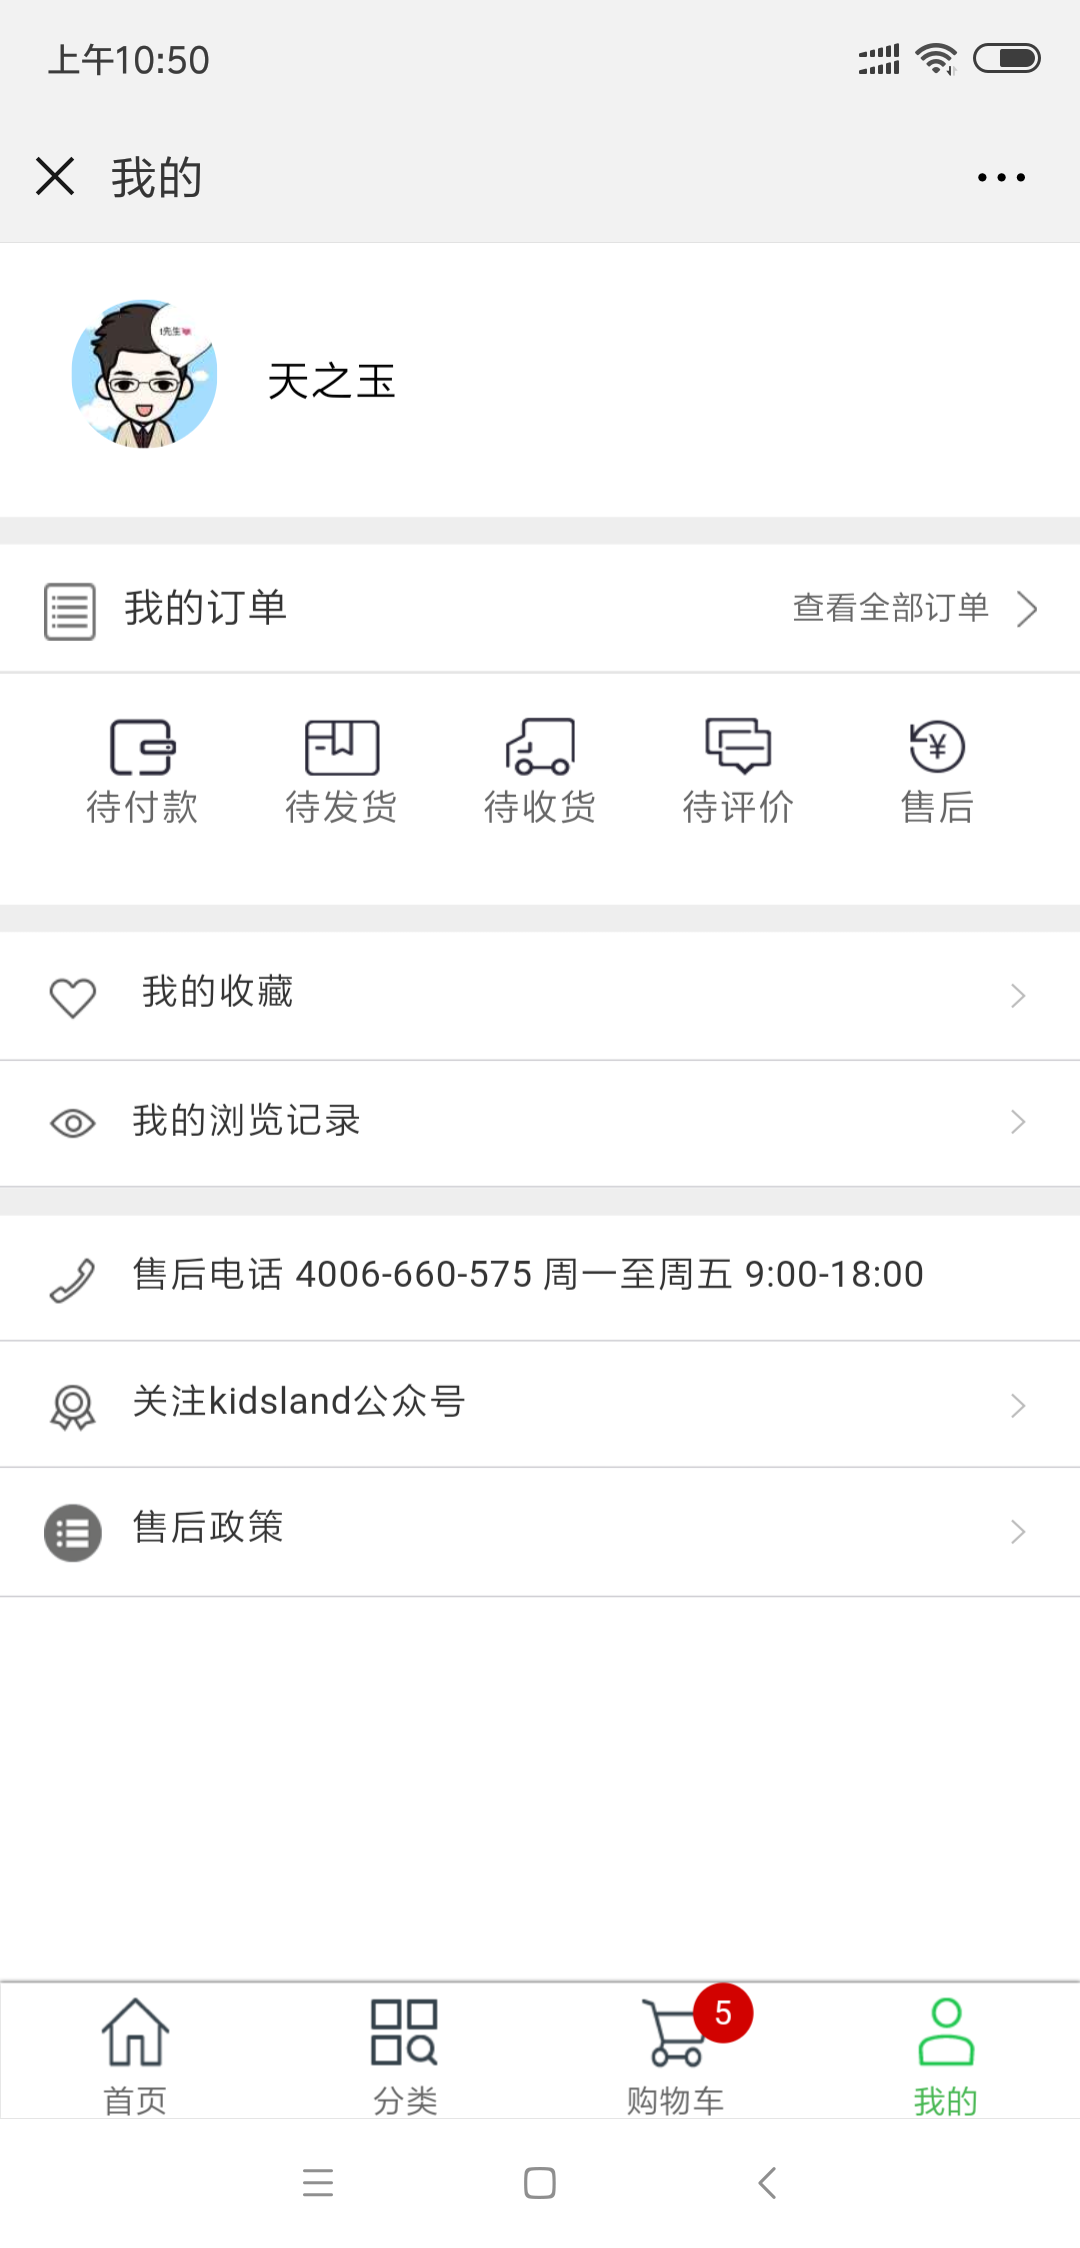 上午10:50
我的
t先生
天之玉
我的订单
查看全部订单
待付款 待发货 待收货 待评价 售后
我的收藏
我的浏览记录
售后电话 4006-660-575 周一至周五 9:00-18:00
关注kidsland公众号
售后政策
5
首页 分类 购物车 我的